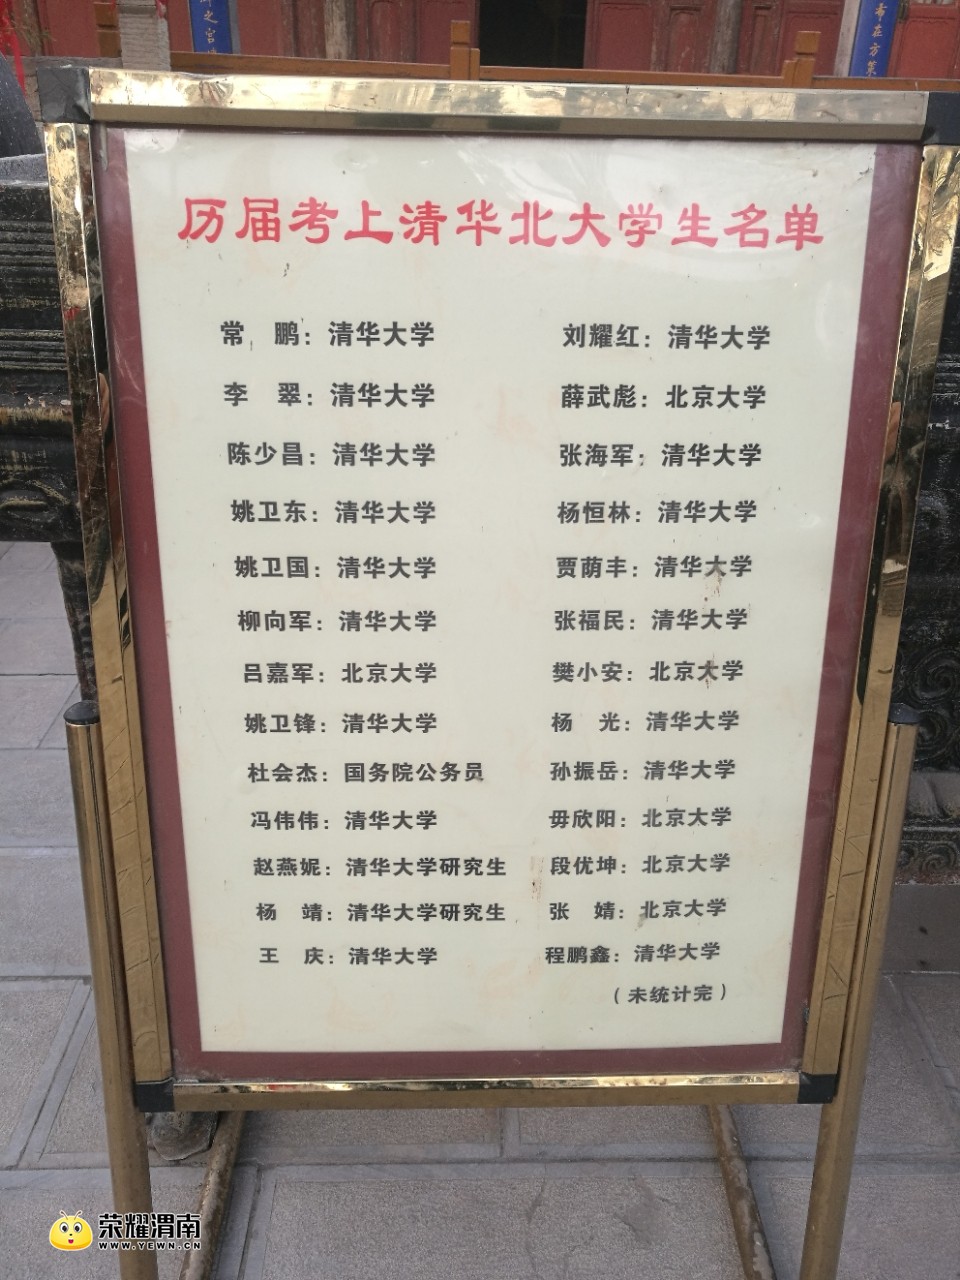 之宫
布在方策
历届考上清华北大学生名单
常　鹏：清华大学　刘耀红：清华大学
李　翠：清华大学　薛武彪：北京大学
陈少昌：清华大学　张海军：清华大学
姚卫东：清华大学　杨恒林：清华大学
姚卫国：清华大学　贾荫丰：清华大学
柳向军：清华大学　张福民：清华大学
吕嘉军：北京大学　樊小安：北京大学
姚卫锋：清华大学　杨　光：清华大学
杜会杰：国务院公务员　孙振岳：清华大学
冯伟伟：清华大学　毋欣阳：北京大学
赵燕妮：清华大学研究生　段优坤：北京大学
杨　靖：清华大学研究生　张　婧：北京大学
王　庆：清华大学　程鹏鑫：清华大学
（未统计完）
荣耀渭南
WWW.YEWN.CN